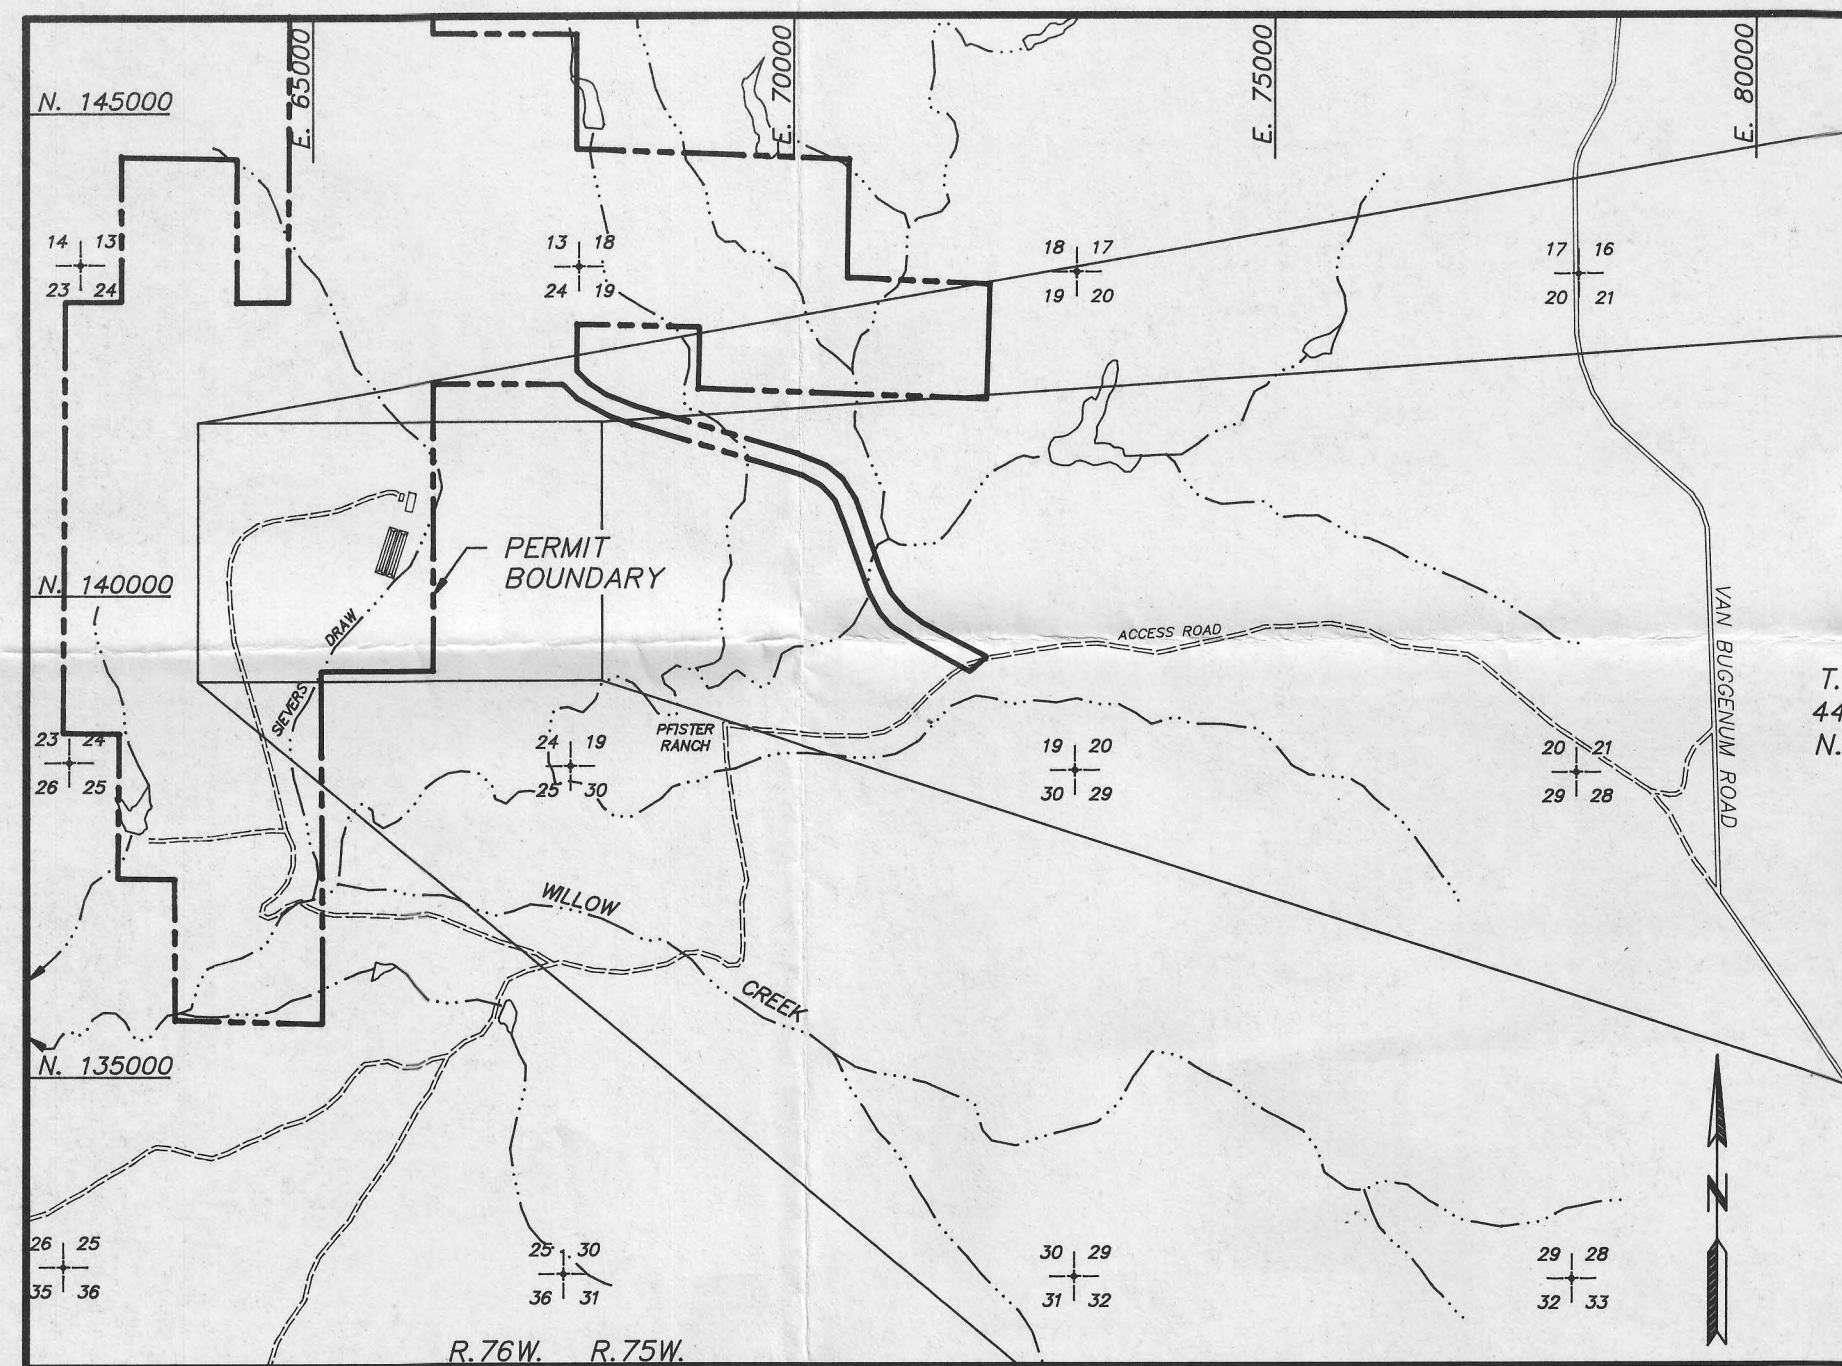 E. 65000
E. 70000
E. 75000
E. 80000
N. 145000
14 13
23 24
13 18
24 19
18 17
19 20
17 16
20 21
PERMIT
BOUNDARY
N. 140000
DRAW
SIEVERS
ACCESS ROAD
VAN BUGGENUM ROAD
T.
44
N.
PFISTER
RANCH
23 24
26 25
24 19
25 30
19 20
30 29
20 21
29 28
WILLOW
CREEK
N. 135000
N
26 25
35 36
25 30
36 31
30 29
31 32
29 28
32 33
R.76W. R.75W.